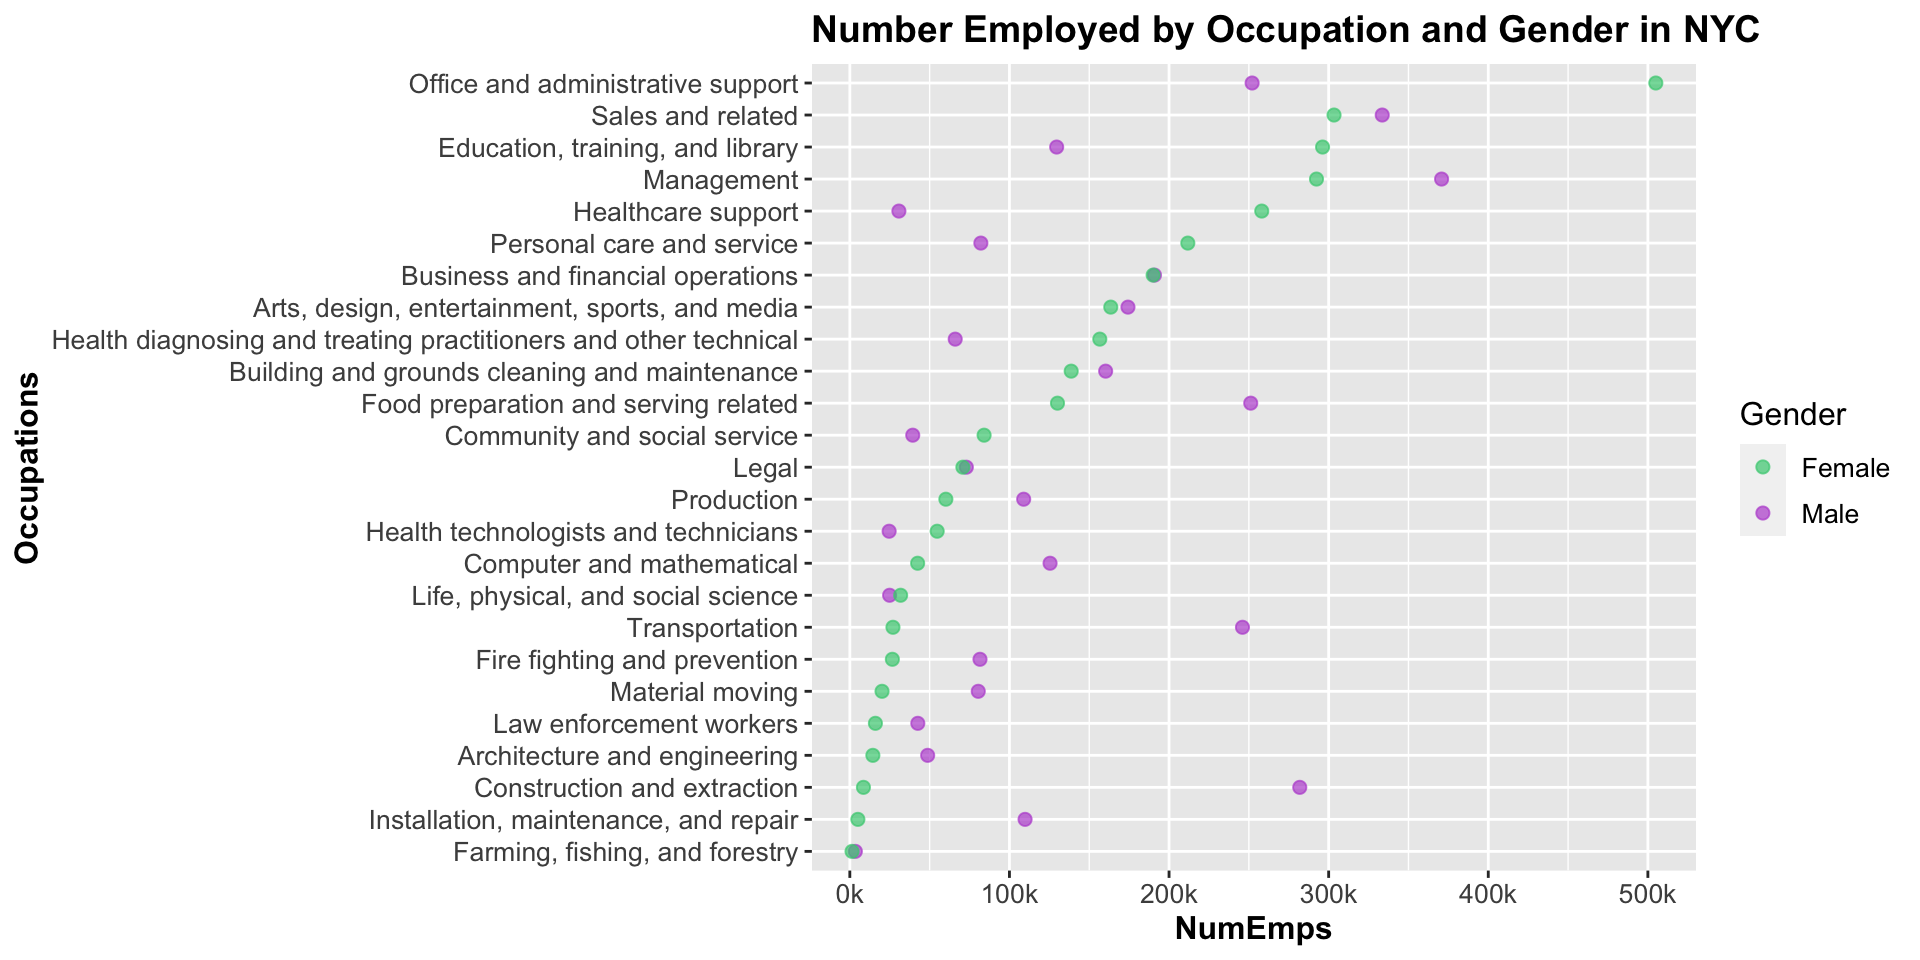 Number Employed by Occupation and Gender in NYC
Office and administrative support
Sales and related
Education, training, and library
Management
Healthcare support
Personal care and service
Business and financial operations
Arts, design, entertainment, sports, and media
Health diagnosing and treating practitioners and other technical
Building and grounds cleaning and maintenance
Food preparation and serving related
Community and social service
Legal
Production
Health technologists and technicians
Computer and mathematical
Life, physical, and social science
Transportation
Fire fighting and prevention
Material moving
Law enforcement workers
Architecture and engineering
Construction and extraction
Installation, maintenance, and repair
Farming, fishing, and forestry
Occupations
0k 100k 200k 300k 400k 500k
NumEmps
Gender
Female
Male